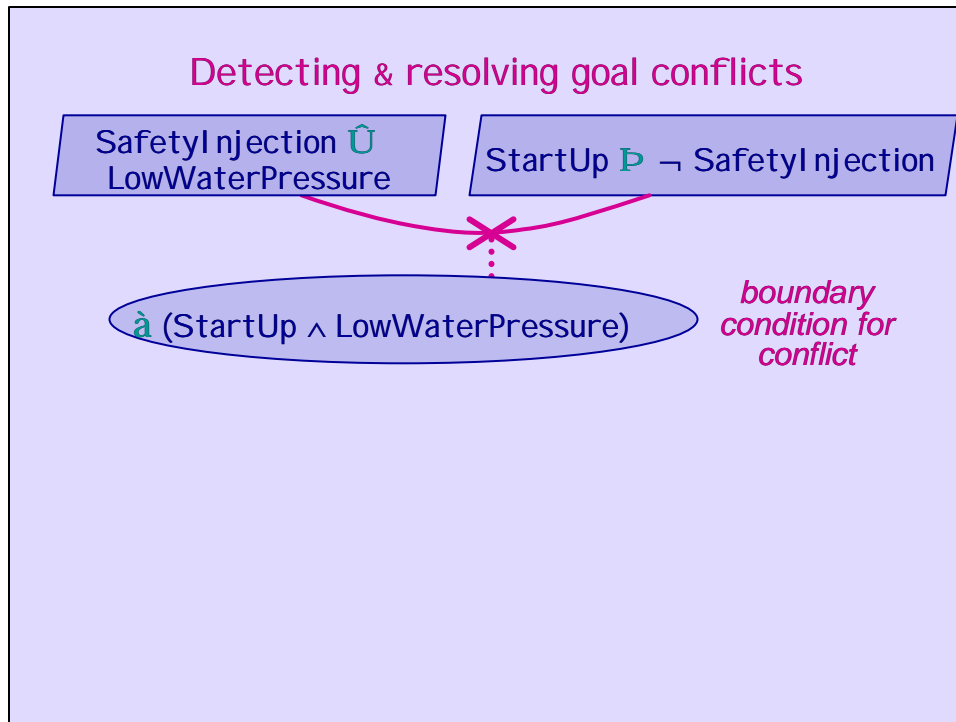 Detecting & resolving goal conflicts
SafetyInjection Û
LowWaterPressure
StartUp Þ ¬ SafetyInjection
à (StartUp ∧ LowWaterPressure)
boundary
condition for
conflict